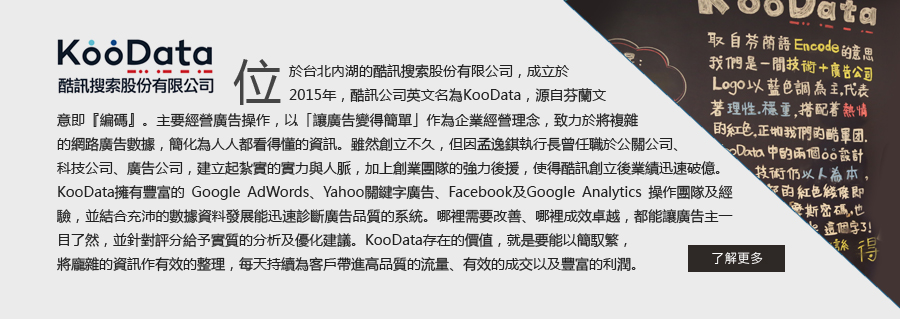 KooData
酷訊搜索股份有限公司
位於台北內湖的酷訊搜索股份有限公司，成立於
2015年，酷訊公司英文名為KooData，源自芬蘭文
意即『編碼』。主要經營廣告操作，以「讓廣告變得簡單」作為企業經營理念，致力於將複雜
的網路廣告數據，簡化為人人都看得懂的資訊。雖然創立不久，但因孟逸錤執行長曾任職於公關公司、
科技公司、廣告公司，建立起紮實的實力與人脈，加上創業團隊的強力後援，使得酷訊創立後業績迅速破億。
KooData擁有豐富的 Google AdWords、Yahoo關鍵字廣告、Facebook及Google Analytics 操作團隊及經
驗，並結合充沛的數據資料發展能迅速診斷廣告品質的系統。哪裡需要改善、哪裡成效卓越，都能讓廣告主一
目了然，並針對評分給予實質的分析及優化建議。KooData存在的價值，就是要能以簡馭繁，
將龐雜的資訊作有效的整理，每天持續為客戶帶進高品質的流量、有效的成交以及豐富的利潤。
了解更多
KooData
取自芬蘭語Encode的意思
我們是一間技術+廣告公司
Logo以藍色調為主,代表
著理性.穩重,搭配著熱情
的紅色,正如我們的酷軍團.
KooData中的兩個öö設計
技術仍以人為本,
的紅色線條即
斯密碼,也
這個字3!
得